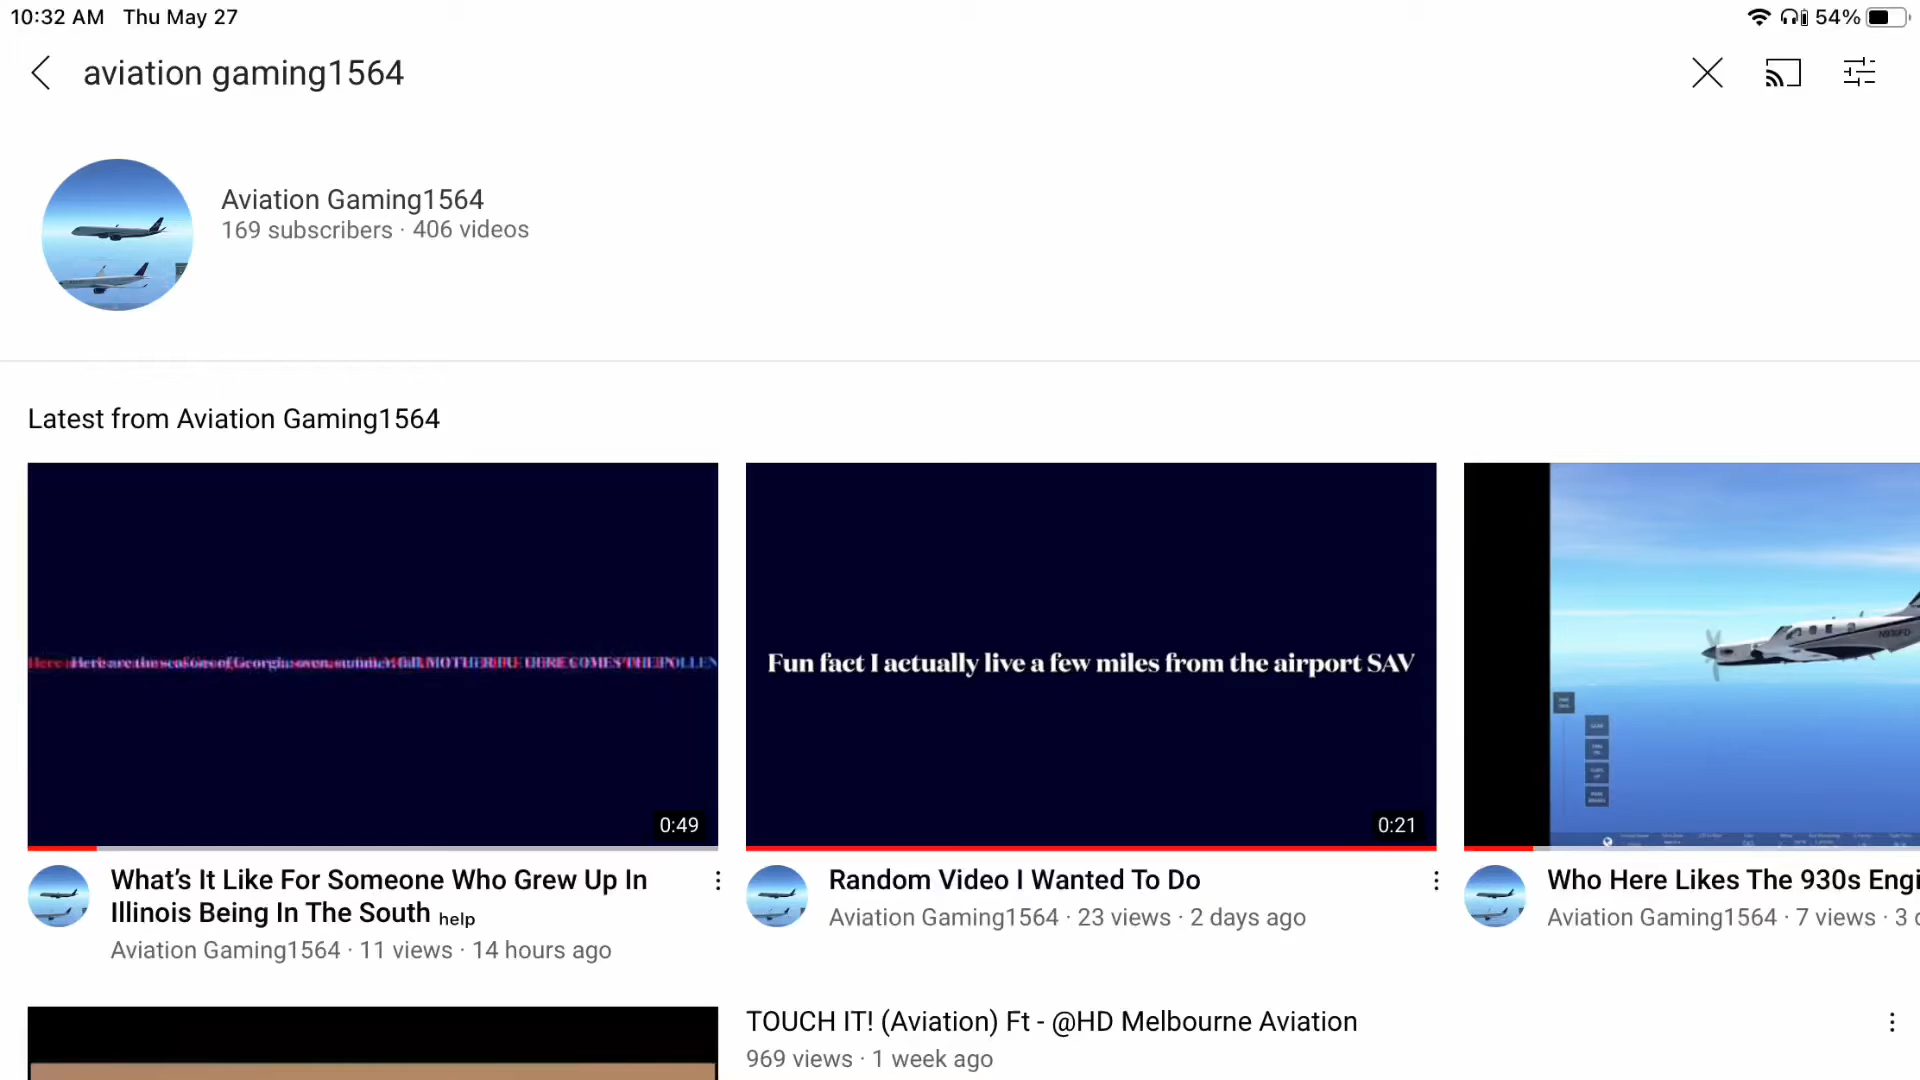 10:32 AM Thu May 27
54%
aviation gaming1564
Aviation Gaming1564
169 subscribers · 406 videos
Latest from Aviation Gaming1564
Fun fact I actually live a few miles from the airport SAV
0:49
0:21
What’s It Like For Someone Who Grew Up In
Illinois Being In The South help
Aviation Gaming1564 · 11 views · 14 hours ago
Random Video I Wanted To Do
Aviation Gaming1564 · 23 views · 2 days ago
Who Here Likes The 930s Engi
Aviation Gaming1564 · 7 views · 3
TOUCH IT! (Aviation) Ft - @HD Melbourne Aviation
969 views · 1 week ago